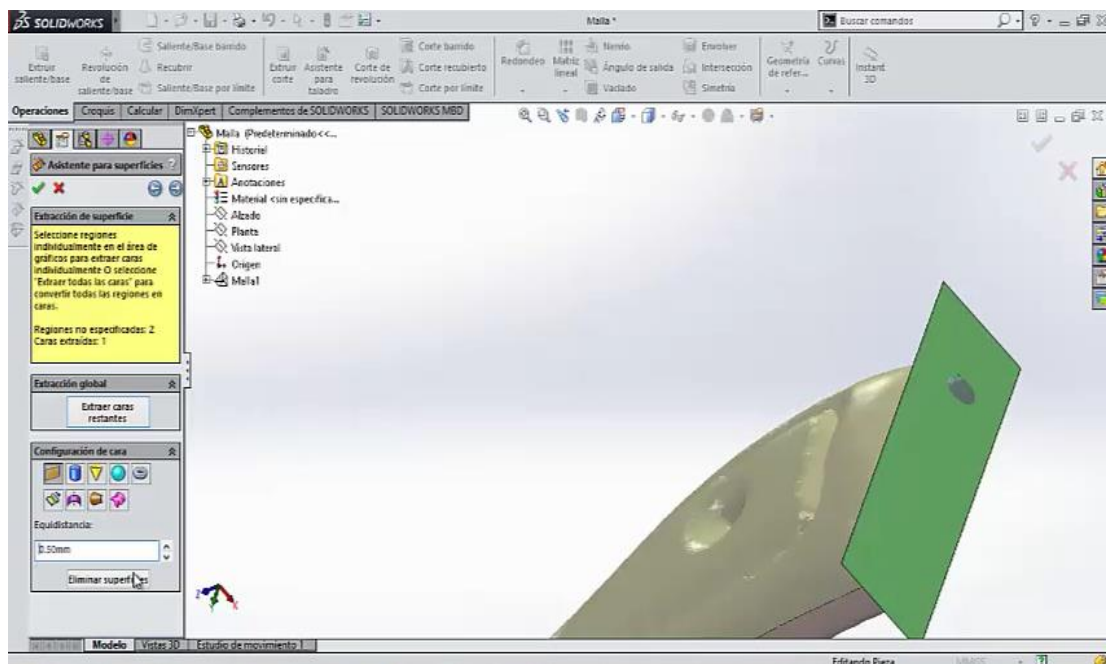 SOLIDWORKS
Malla *
Buscar comandos
Extruir saliente/base
Revolución de saliente/base
Saliente/Base barrido
Recubrir
Saliente/Base por límite
Extruir corte
Asistente para taladro
Corte de revolución
Corte barrido
Corte recubierto
Corte por límite
Redondeo
Matriz lineal
Nervio
Ángulo de salida
Vaciado
Envolver
Intersección
Simetría
Geometría de refer...
Curvas
Instant 3D
Operaciones
Croquis
Calcular
DimXpert
Complementos de SOLIDWORKS
SOLIDWORKS MBD
Asistente para superficies
Extracción de superficie
Seleccione regiones
individualmente en el área de
gráficos para extraer caras
individualmente O seleccione
"Extraer todas las caras" para
convertir todas las regiones en
caras.
Regiones no especificadas: 2
Caras extraídas: 1
Extracción global
Extraer caras
restantes
Configuración de cara
Equidistancia:
0.50mm
Malla (Predeterminado<<...
Historial
Sensores
Anotaciones
Material <sin especifica...
Alzado
Planta
Vista lateral
Origen
Malla1
Modelo
Vistas 3D
Estudio de movimiento 1
Editando Pieza
MMGS